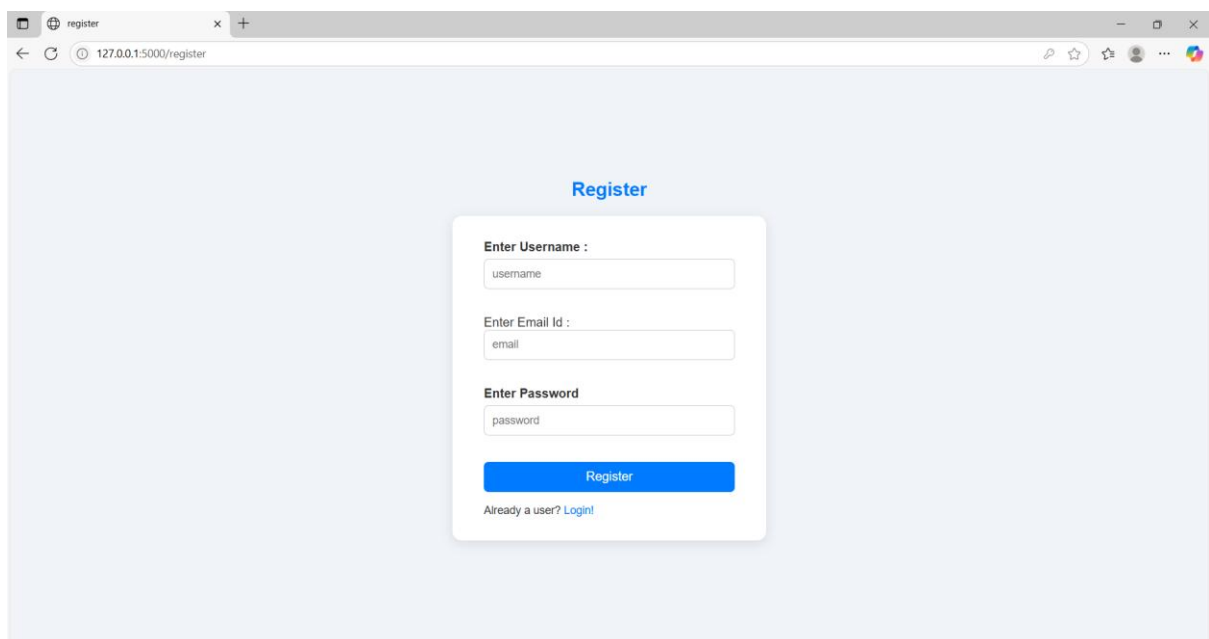 register
127.0.0.1:5000/register
Register
Enter Username :
username
Enter Email Id :
email
Enter Password
password
Register
Already a user? Login!